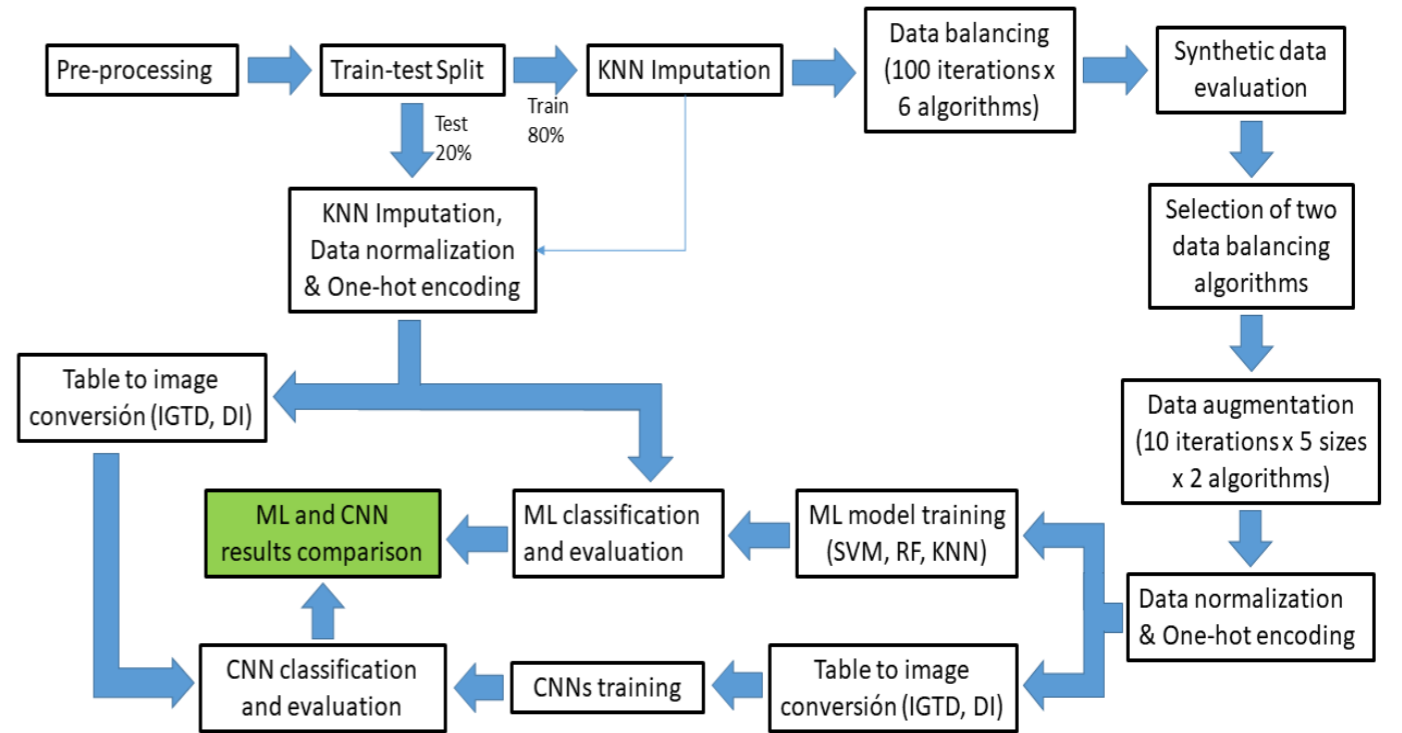 Pre-processing
Train-test Split
KNN Imputation
Data balancing
(100 iterations x
6 algorithms)
Synthetic data
evaluation
Train
80%
Test
20%
KNN Imputation,
Data normalization
& One-hot encoding
Selection of two
data balancing
algorithms
Table to image
conversión (IGTD, DI)
Data augmentation
(10 iterations x 5 sizes
x 2 algorithms)
ML and CNN
results comparison
ML classification
and evaluation
ML model training
(SVM, RF, KNN)
Data normalization
& One-hot encoding
CNN classification
and evaluation
CNNs training
Table to image
conversión (IGTD, DI)